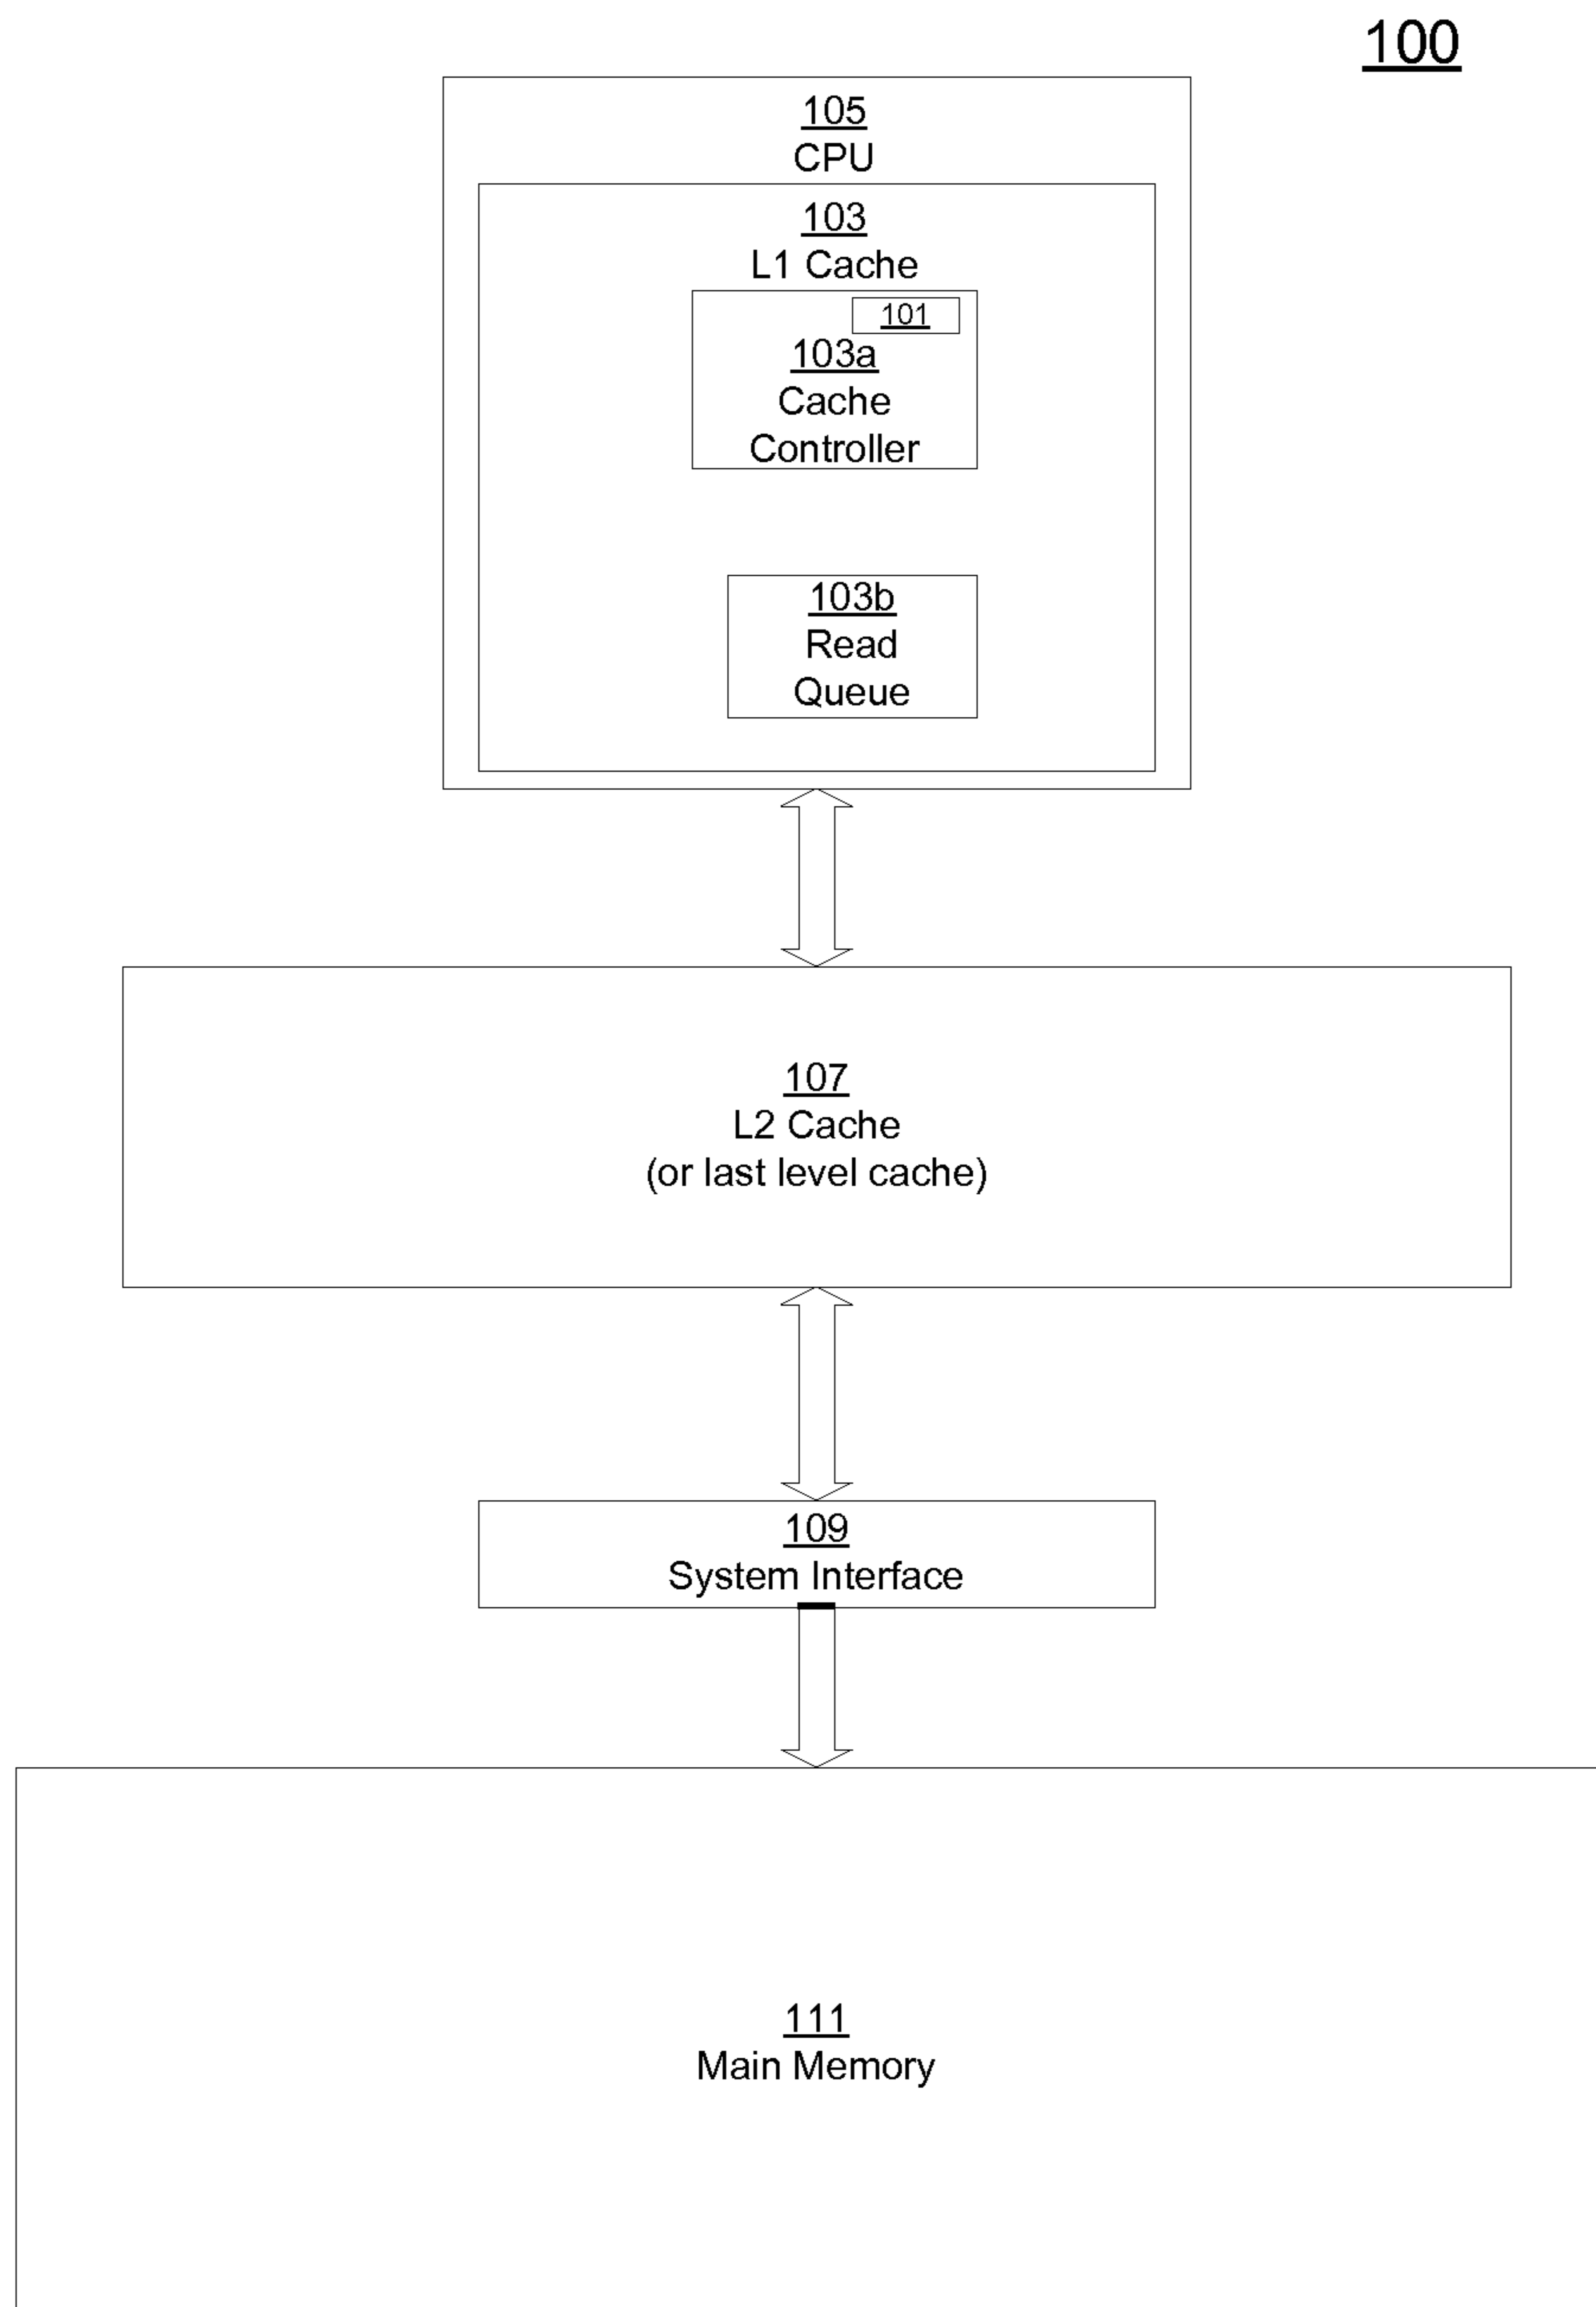 100
105
CPU
103
L1 Cache
101
103a
Cache
Controller
103b
Read
Queue
107
L2 Cache
(or last level cache)
109
System Interface
111
Main Memory